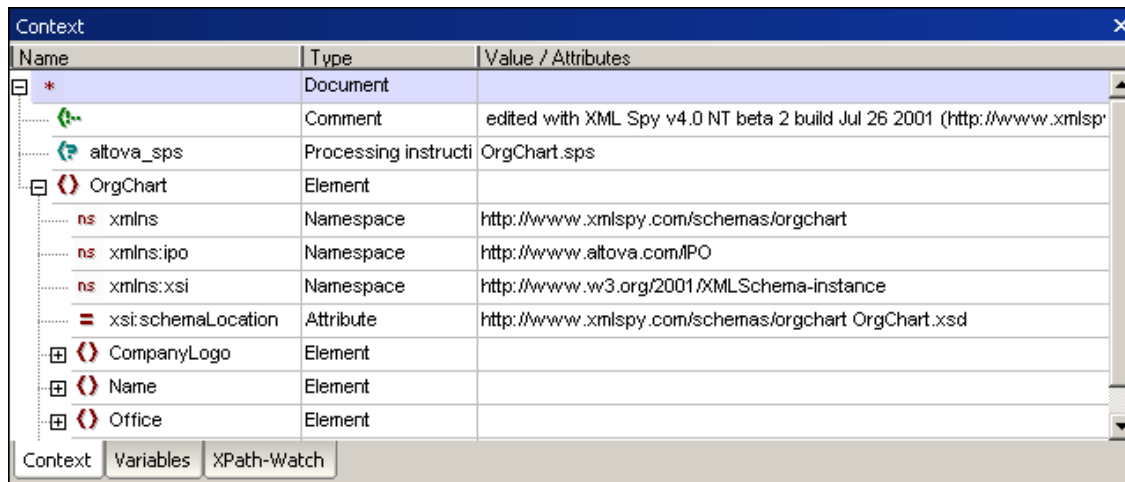 Context
Name Type Value / Attributes
* Document
Comment edited with XML Spy v4.0 NT beta 2 build Jul 26 2001 (http://www.xmlspy
altova_sps Processing instructi OrgChart.sps
OrgChart Element
ns xmlns Namespace http://www.xmlspy.com/schemas/orgchart
ns xmlns:ipo Namespace http://www.altova.com/IPO
ns xmlns:xsi Namespace http://www.w3.org/2001/XMLSchema-instance
= xsi:schemaLocation Attribute http://www.xmlspy.com/schemas/orgchart OrgChart.xsd
CompanyLogo Element
Name Element
Office Element
Context Variables XPath-Watch